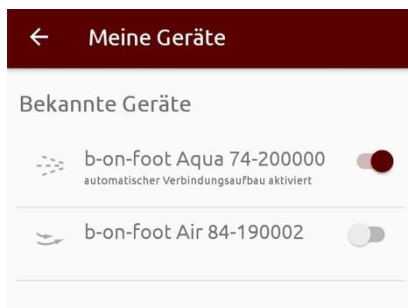 Meine Geräte
Bekannte Geräte
b-on-foot Aqua 74-200000
automatischer Verbindungsaufbau aktiviert
b-on-foot Air 84-190002